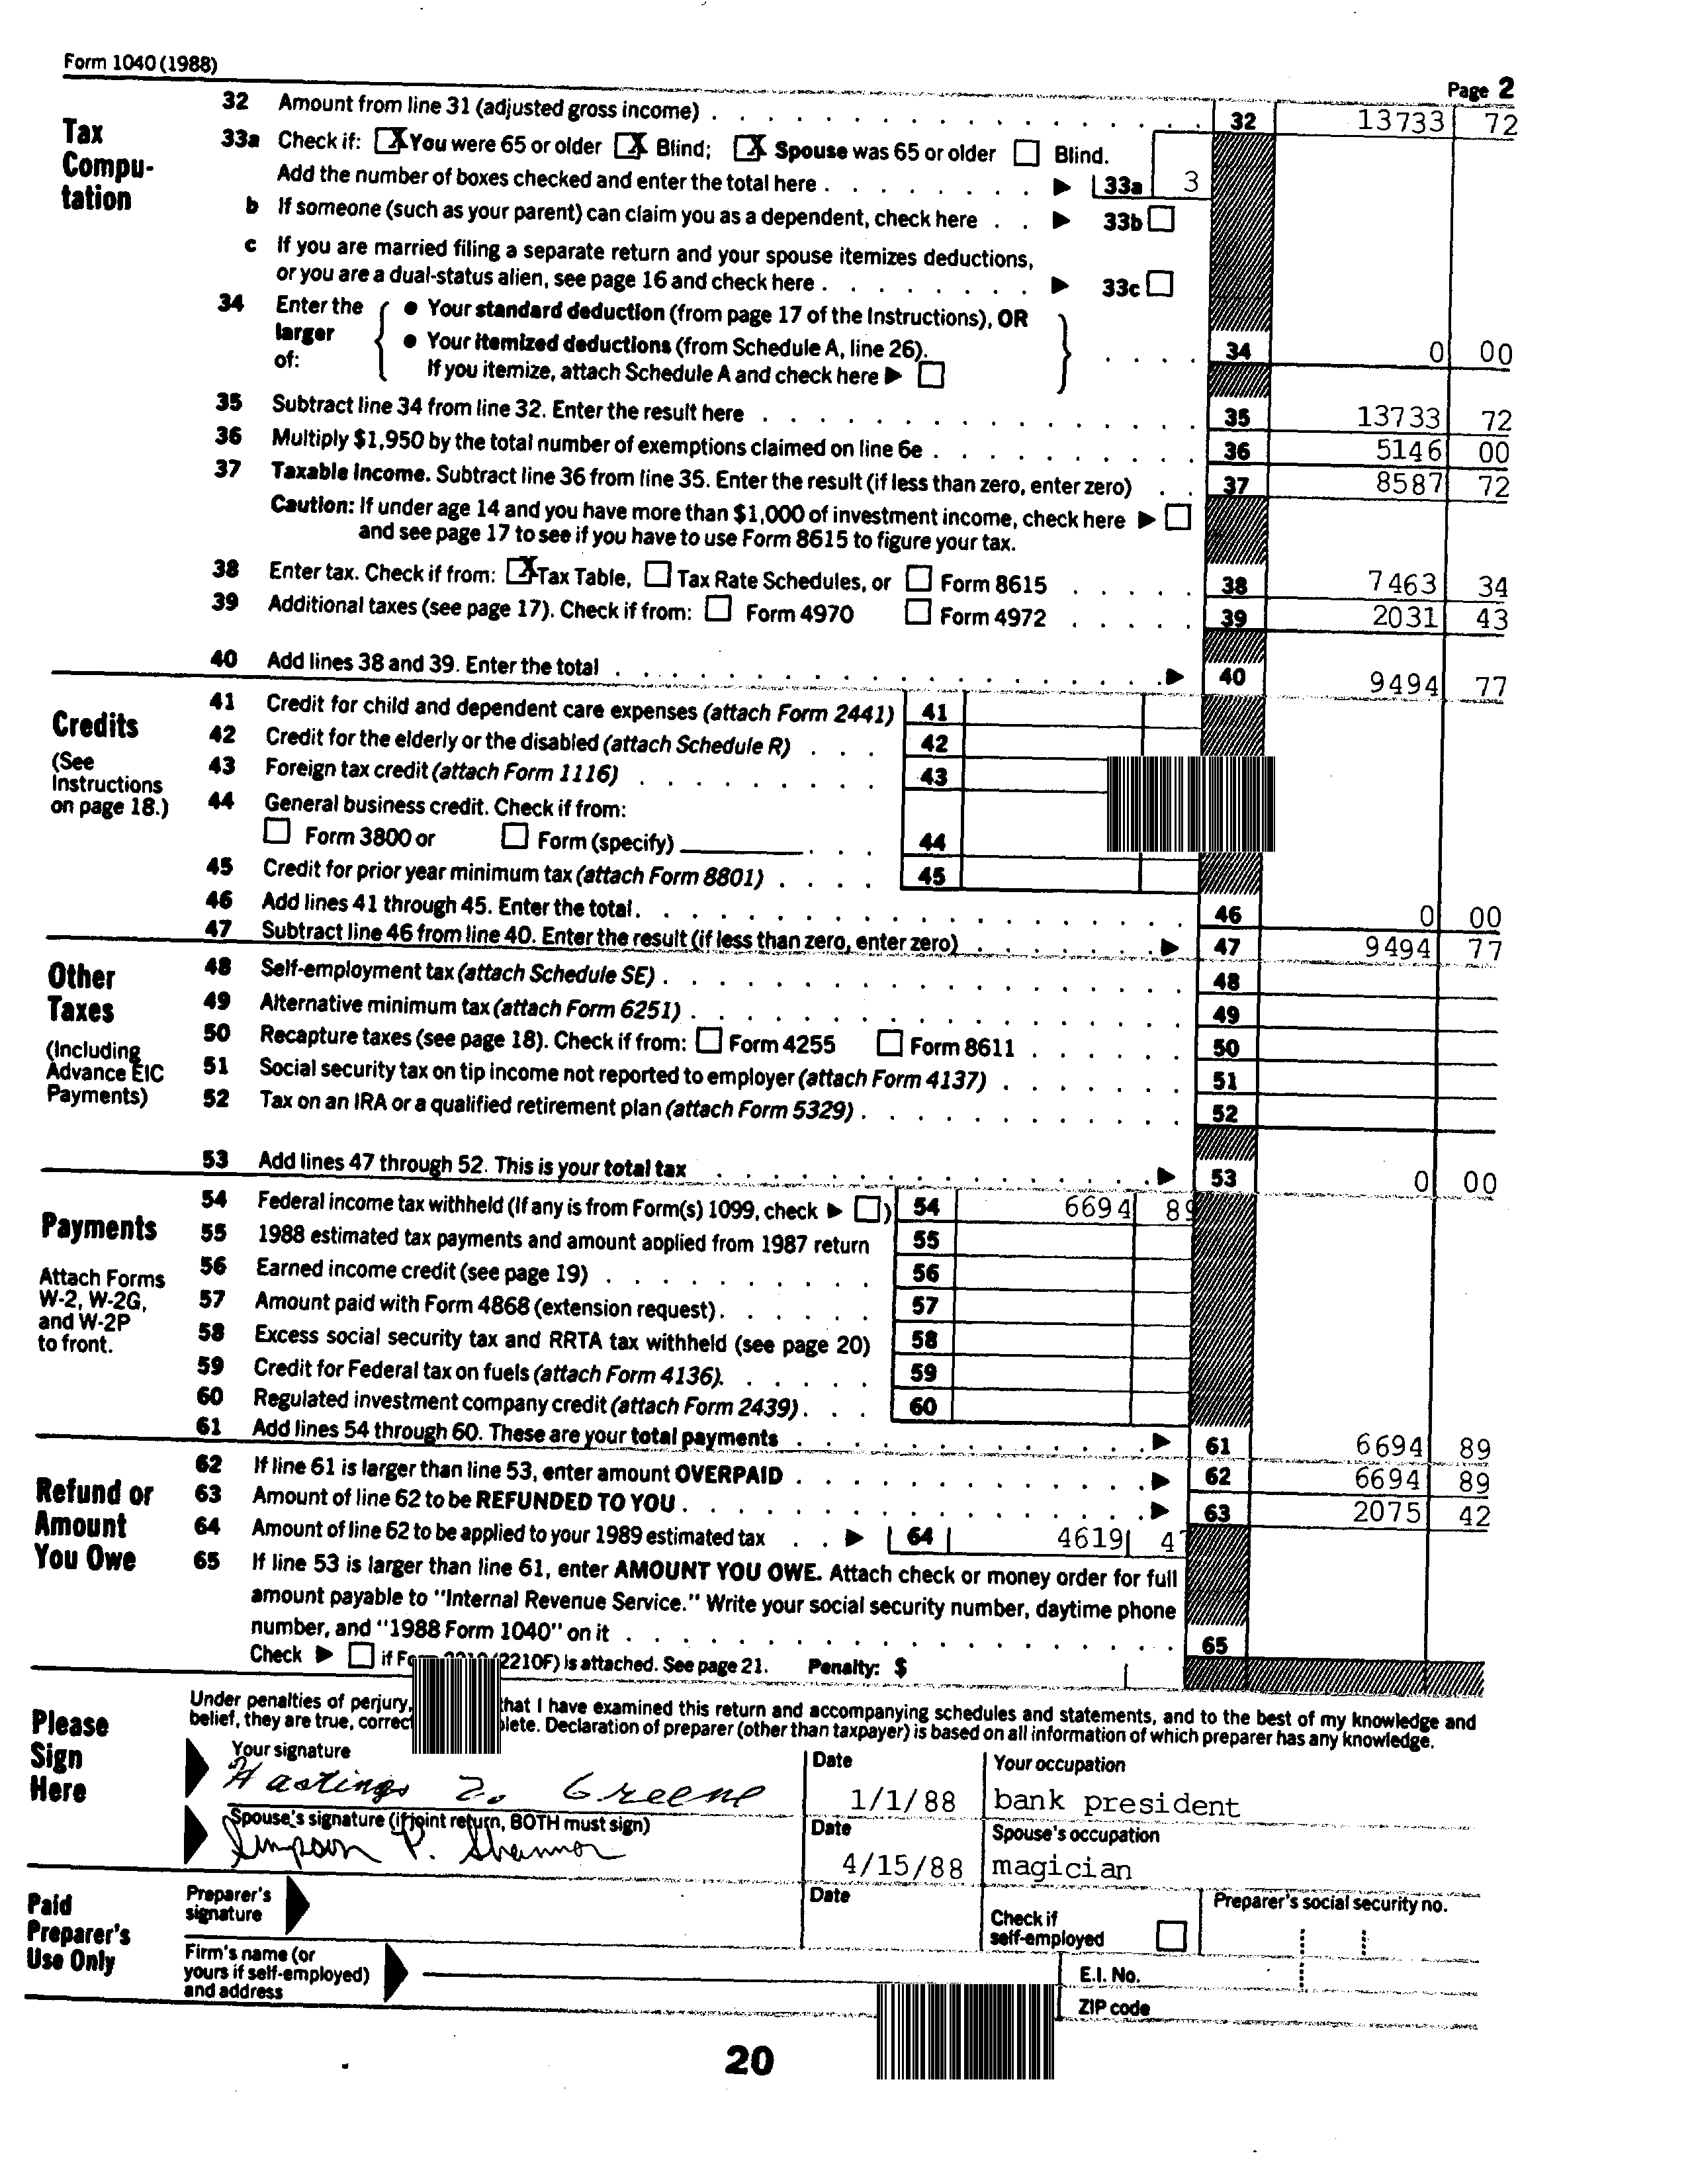 Form 1040 (1988)
Page 2
Tax Compu-tation
32 Amount from line 31 (adjusted gross income) 32 13733 72
33a Check if: X You were 65 or older X Blind; X Spouse was 65 or older Blind.
Add the number of boxes checked and enter the total here 33a 3
b If someone (such as your parent) can claim you as a dependent, check here 33b
c If you are married filing a separate return and your spouse itemizes deductions,
or you are a dual-status alien, see page 16 and check here 33c
34 Enter the larger of:
• Your standard deduction (from page 17 of the Instructions), OR
• Your itemized deductions (from Schedule A, line 26).
If you itemize, attach Schedule A and check here
34 0 00
35 Subtract line 34 from line 32. Enter the result here 35 13733 72
36 Multiply $1,950 by the total number of exemptions claimed on line 6e 36 5146 00
37 Taxable income. Subtract line 36 from line 35. Enter the result (if less than zero, enter zero) 37 8587 72
Caution: If under age 14 and you have more than $1,000 of investment income, check here
and see page 17 to see if you have to use Form 8615 to figure your tax.
38 Enter tax. Check if from: X Tax Table, Tax Rate Schedules, or Form 8615 38 7463 34
39 Additional taxes (see page 17). Check if from: Form 4970 Form 4972 39 2031 43
40 Add lines 38 and 39. Enter the total 40 9494 77
Credits
(See Instructions on page 18.)
41 Credit for child and dependent care expenses (attach Form 2441) 41
42 Credit for the elderly or the disabled (attach Schedule R) 42
43 Foreign tax credit (attach Form 1116) 43
44 General business credit. Check if from:
Form 3800 or Form (specify) 44
45 Credit for prior year minimum tax (attach Form 8801) 45
46 Add lines 41 through 45. Enter the total 46 0 00
47 Subtract line 46 from line 40. Enter the result (if less than zero, enter zero) 47 9494 77
Other Taxes
(Including Advance EIC Payments)
48 Self-employment tax (attach Schedule SE) 48
49 Alternative minimum tax (attach Form 6251) 49
50 Recapture taxes (see page 18). Check if from: Form 4255 Form 8611 50
51 Social security tax on tip income not reported to employer (attach Form 4137) 51
52 Tax on an IRA or a qualified retirement plan (attach Form 5329) 52
53 Add lines 47 through 52. This is your total tax 53 0 00
Payments
Attach Forms W-2, W-2G, and W-2P to front.
54 Federal income tax withheld (If any is from Form(s) 1099, check ) 54 6694 89
55 1988 estimated tax payments and amount applied from 1987 return 55
56 Earned income credit (see page 19) 56
57 Amount paid with Form 4868 (extension request) 57
58 Excess social security tax and RRTA tax withheld (see page 20) 58
59 Credit for Federal tax on fuels (attach Form 4136) 59
60 Regulated investment company credit (attach Form 2439) 60
61 Add lines 54 through 60. These are your total payments 61 6694 89
Refund or Amount You Owe
62 If line 61 is larger than line 53, enter amount OVERPAID 62 6694 89
63 Amount of line 62 to be REFUNDED TO YOU 63 2075 42
64 Amount of line 62 to be applied to your 1989 estimated tax 64 4619 4
65 If line 53 is larger than line 61, enter AMOUNT YOU OWE. Attach check or money order for full
amount payable to "Internal Revenue Service." Write your social security number, daytime phone
number, and "1988 Form 1040" on it 65
Check if 2210F) is attached. See page 21. Penalty: $
Please Sign Here
Under penalties of perjury, that I have examined this return and accompanying schedules and statements, and to the best of my knowledge and
belief, they are true, correct Declaration of preparer (other than taxpayer) is based on all information of which preparer has any knowledge.
Your signature Date Your occupation
Hastings Z. Greene 1/1/88 bank president
Spouse's signature (if joint return, BOTH must sign) Date Spouse's occupation
Simpson P. Shannon 4/15/88 magician
Paid Preparer's Use Only
Preparer's signature Date Check if self-employed Preparer's social security no.
Firm's name (or yours if self-employed) and address
E.I. No.
ZIP code
20